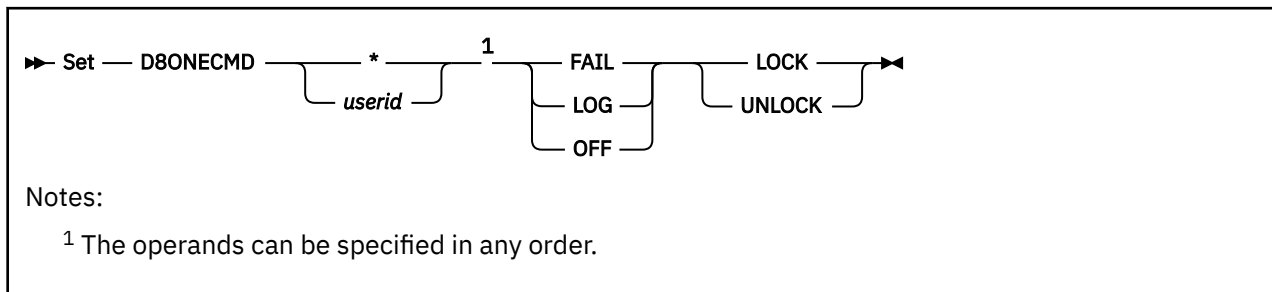 1
Set D8ONECMD * FAIL LOCK
userid LOG UNLOCK
OFF
Notes:
1 The operands can be specified in any order.